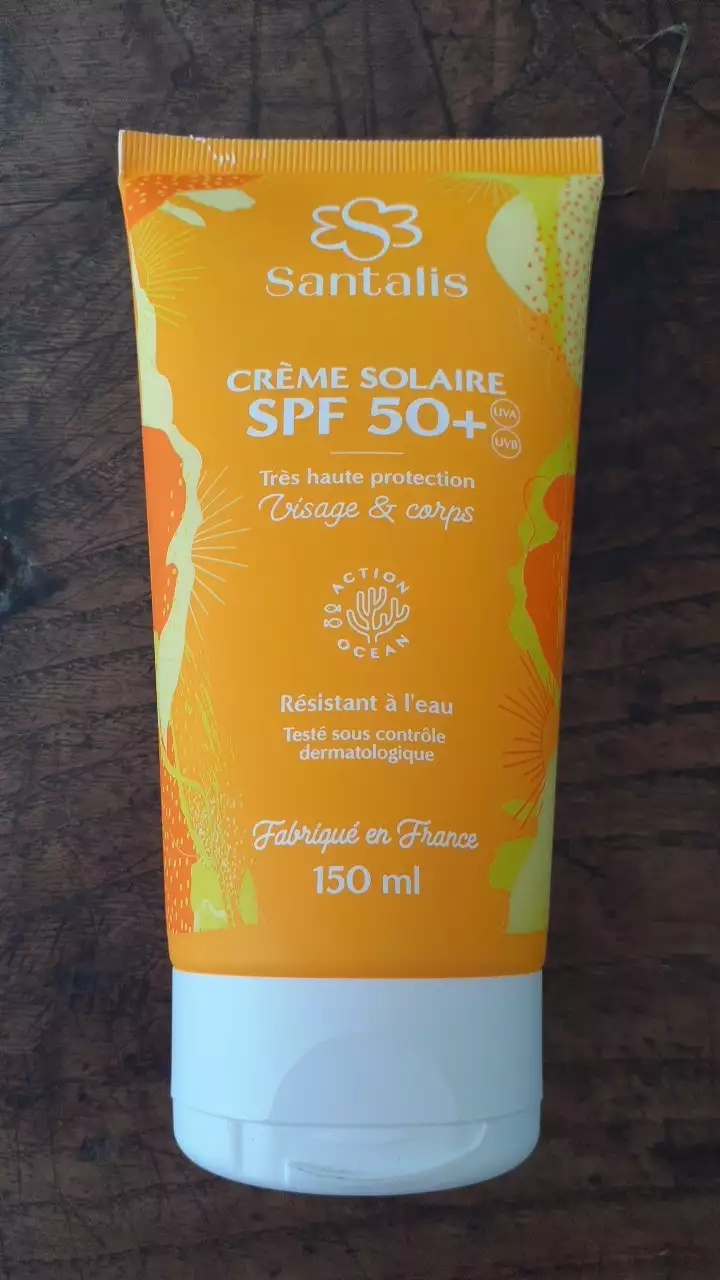 Santalis
CRÈME SOLAIRE
SPF 50+
UVA
UVB
Très haute protection
Visage & corps
ACTION
OCEAN
Résistant à l'eau
Testé sous contrôle
dermatologique
Fabriqué en France
150 ml